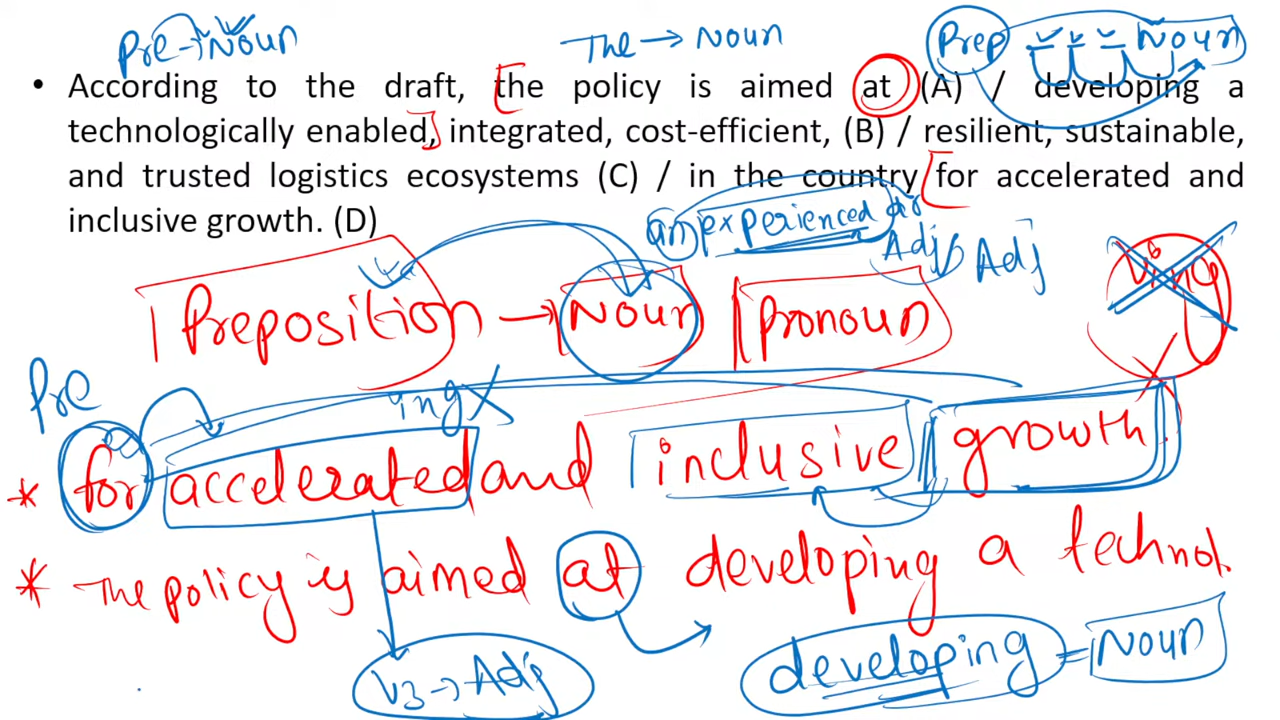 Pre → Noun The → Noun Prep Noun
• According to the draft, the policy is aimed at (A) / developing a
technologically enabled, integrated, cost-efficient, (B) / resilient, sustainable,
and trusted logistics ecosystems (C) / in the country for accelerated and
inclusive growth. (D)
an experienced dr
Adj Adj
Preposition → Noun Pronoun
Pre
ing X
* for accelerated and inclusive growth.
* The policy is aimed at developing a technol.
developing = Noun
V3 → Adj